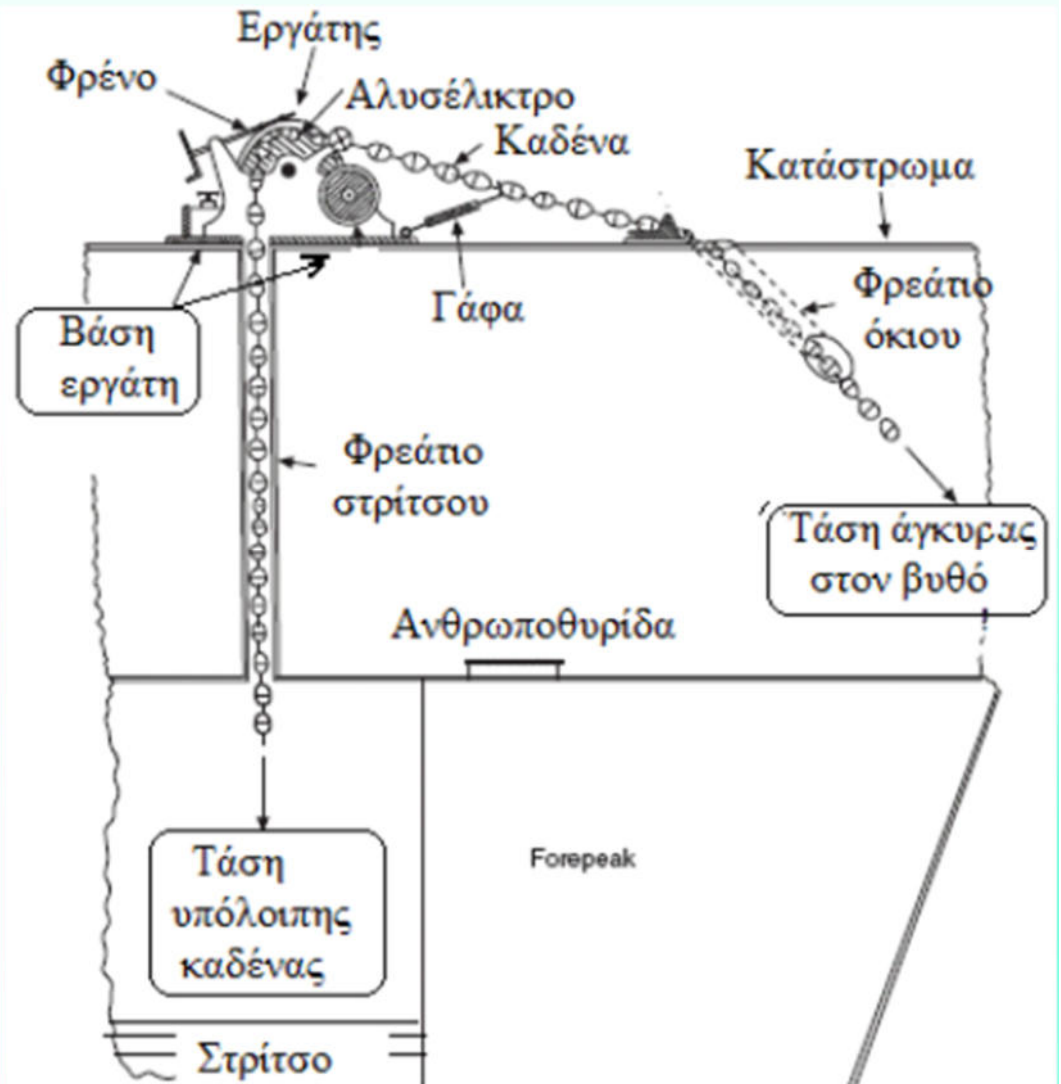 Εργάτης
Φρένο
Αλυσέλικτρο
Καδένα
Κατάστρωμα
Γάφα
Φρεάτιο
όκιου
Βάση
εργάτη
Φρεάτιο
στρίτσου
Τάση άγκυρας
στον βυθό
Ανθρωποθυρίδα
Τάση
υπόλοιπης
καδένας
Forepeak
Στρίτσο